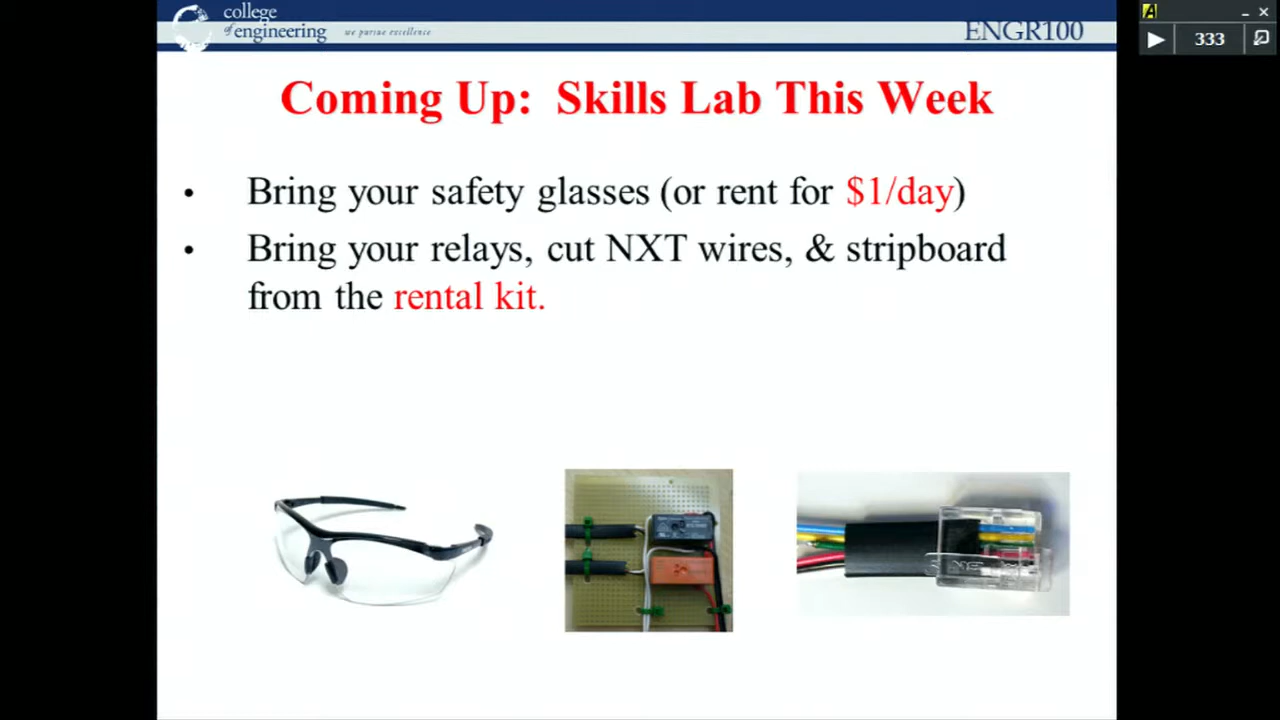 college
of engineering we pursue excellence
ENGR100
333
Coming Up: Skills Lab This Week
• Bring your safety glasses (or rent for $1/day)
• Bring your relays, cut NXT wires, & stripboard
from the rental kit.